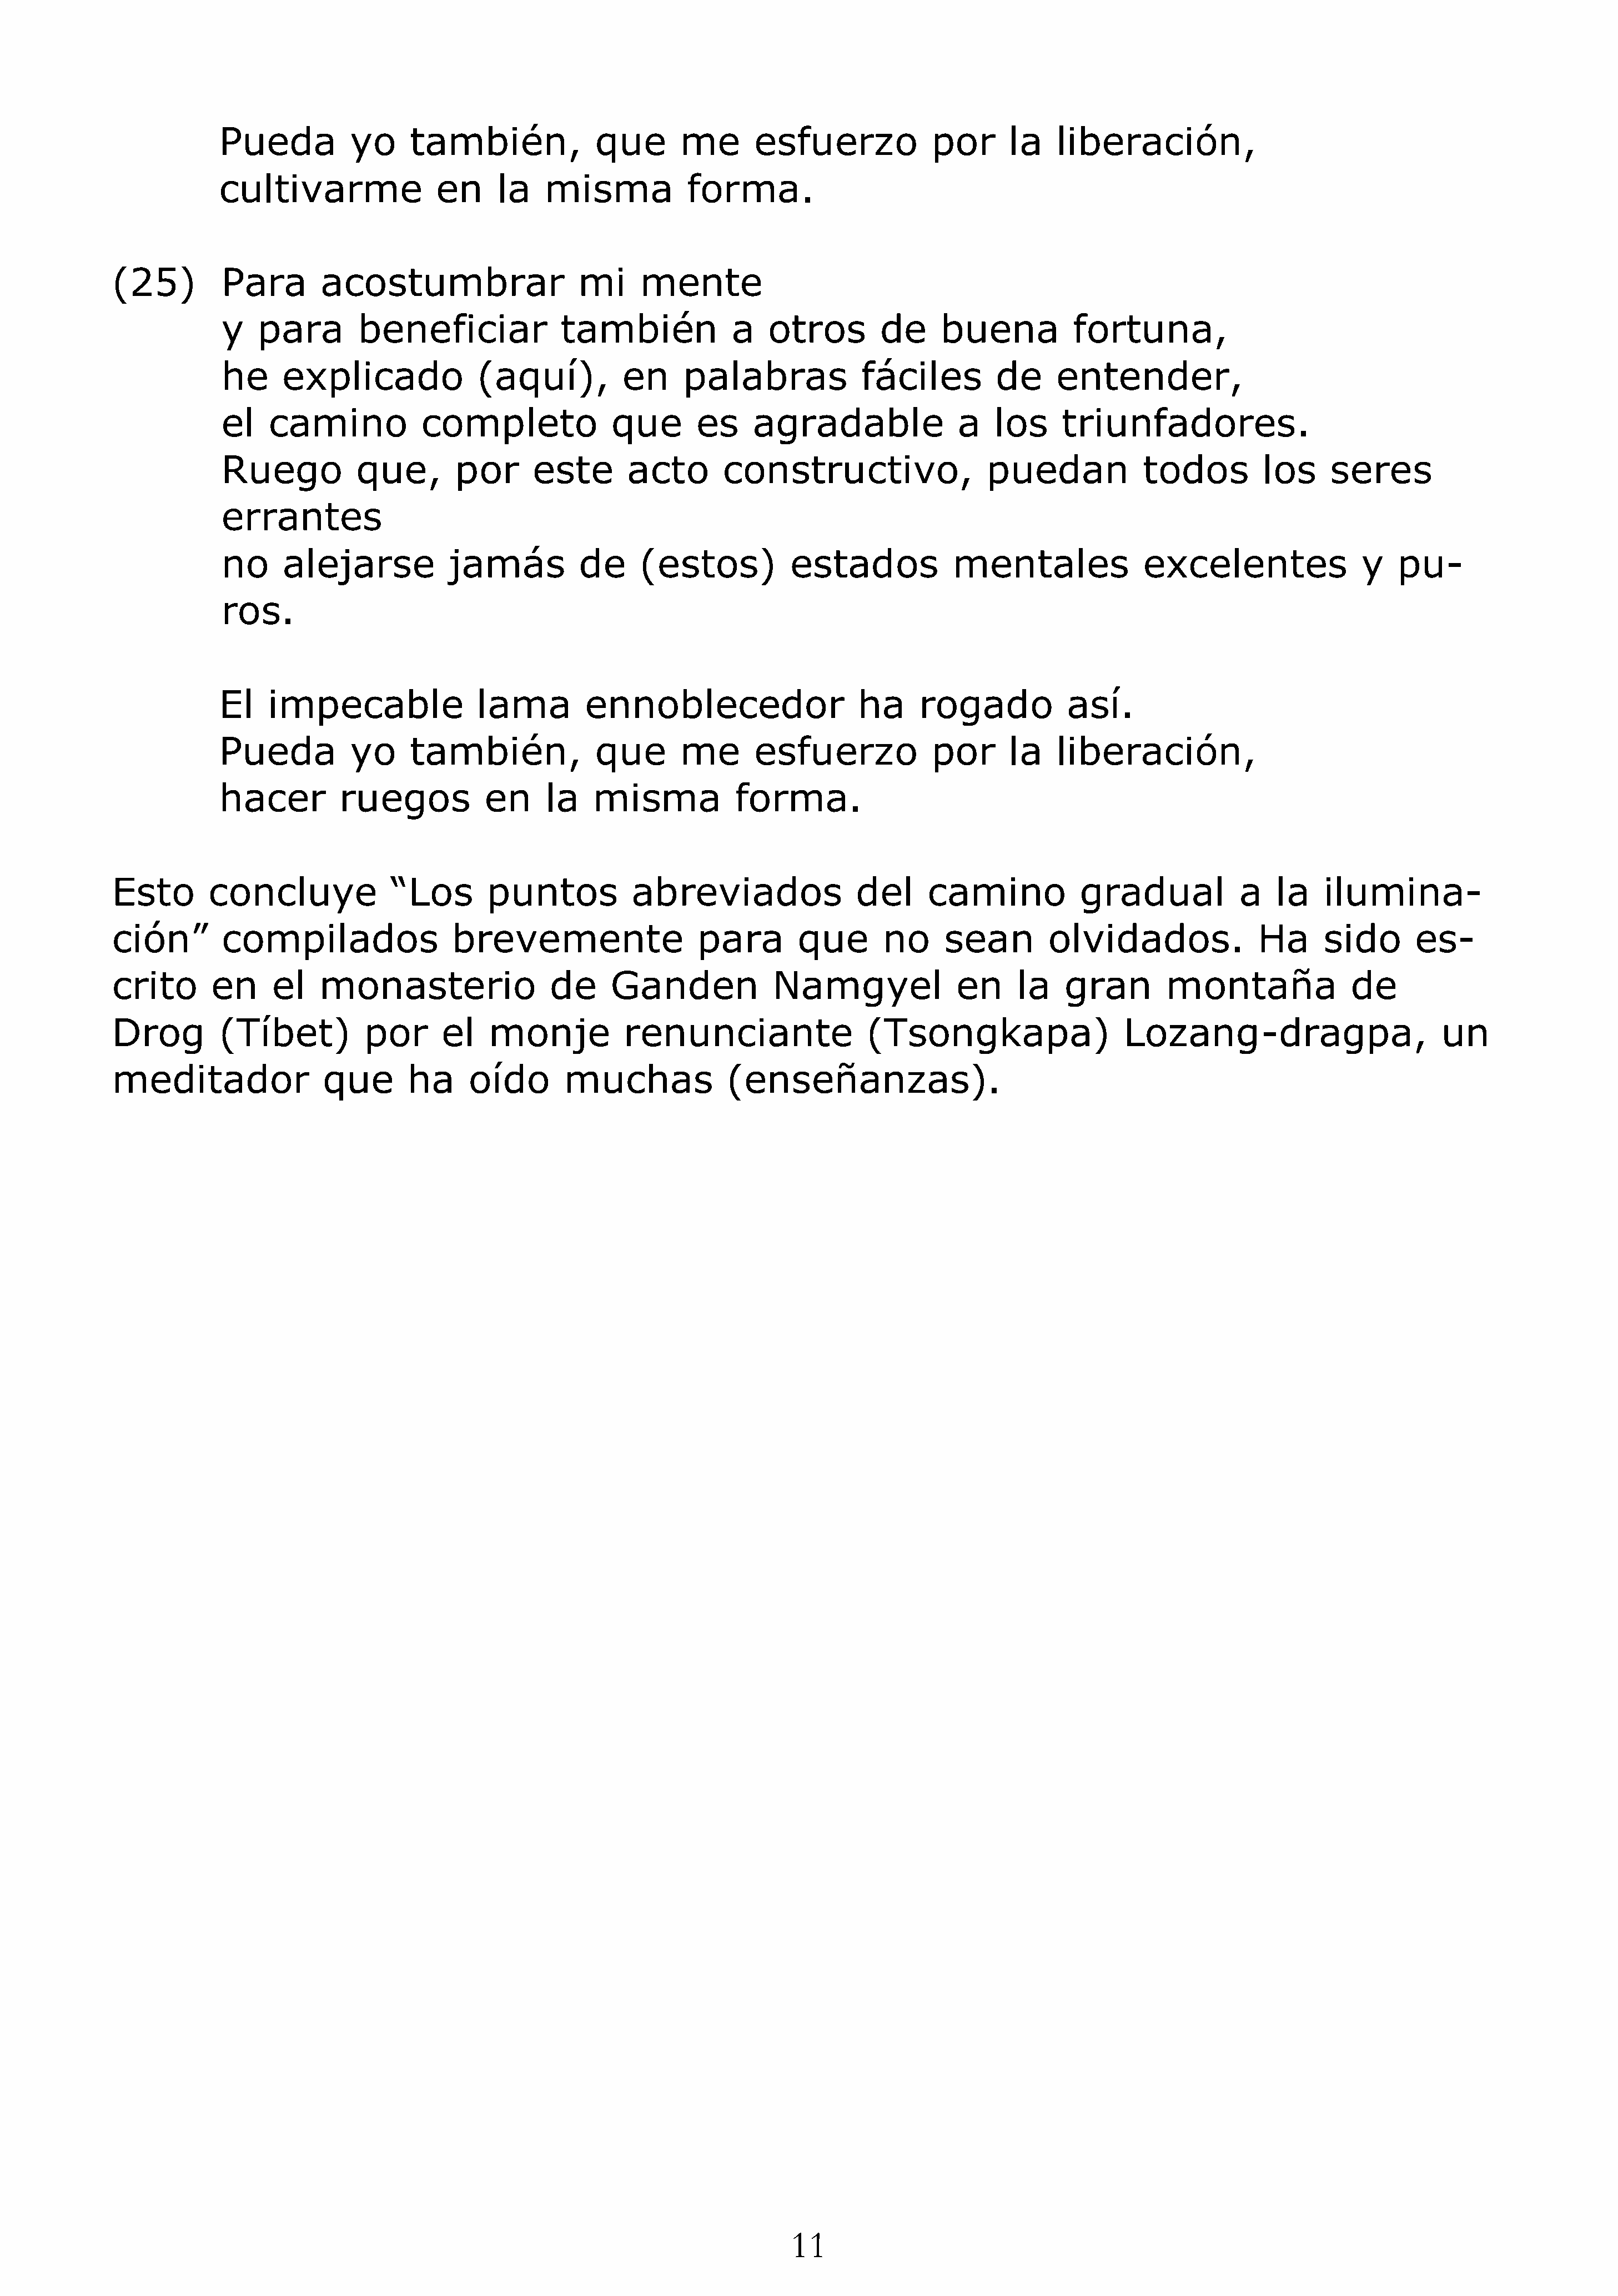 Pueda yo también, que me esfuerzo por la liberación,
cultivarme en la misma forma.
(25) Para acostumbrar mi mente
y para beneficiar también a otros de buena fortuna,
he explicado (aquí), en palabras fáciles de entender,
el camino completo que es agradable a los triunfadores.
Ruego que, por este acto constructivo, puedan todos los seres
errantes
no alejarse jamás de (estos) estados mentales excelentes y pu-
ros.
El impecable lama ennoblecedor ha rogado así.
Pueda yo también, que me esfuerzo por la liberación,
hacer ruegos en la misma forma.
Esto concluye “Los puntos abreviados del camino gradual a la ilumina-
ción” compilados brevemente para que no sean olvidados. Ha sido es-
crito en el monasterio de Ganden Namgyel en la gran montaña de
Drog (Tíbet) por el monje renunciante (Tsongkapa) Lozang-dragpa, un
meditador que ha oído muchas (enseñanzas).
11